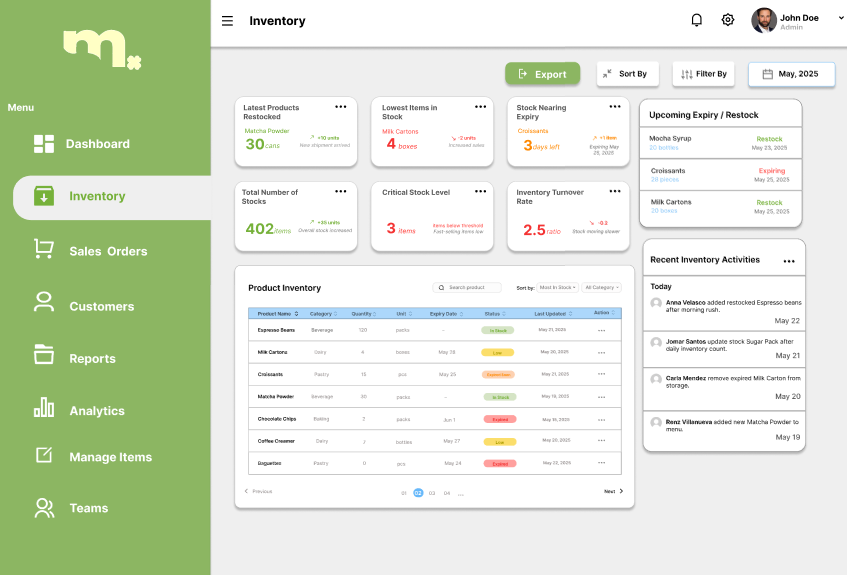 m.
Menu
Dashboard
Inventory
Sales Orders
Customers
Reports
Analytics
Manage Items
Teams
Inventory
John Doe
Admin
Export
Sort By
Filter By
May, 2025
Latest Products
Restocked
Matcha Powder
30cans
+10 units
New shipment arrived
Lowest Items in
Stock
Milk Cartons
4 boxes
-2 units
Increased sales
Stock Nearing
Expiry
Croissants
3days left
+1 item
Expiring May
25, 2025
Total Number of
Stocks
402items
+35 units
Overall stock increased
Critical Stock Level
3 items
Items below threshold
Fast-selling items low
Inventory Turnover
Rate
2.5ratio
-0.2
Stock moving slower
Upcoming Expiry / Restock
Mocha Syrup Restock
20 bottles May 23, 2025
Croissants Expiring
28 pieces May 25, 2025
Milk Cartons Restock
20 boxes May 25, 2025
Recent Inventory Activities
Today
Anna Velasco added restocked Espresso beans
after morning rush.
May 22
Jomar Santos update stock Sugar Pack after
daily inventory count.
May 21
Carla Mendez remove expired Milk Carton from
storage.
May 20
Renz Villanueva added new Matcha Powder to
menu.
May 19
Product Inventory
Search product
Sort by: Most In Stock All Category
Product Name Category Quantity Unit Expiry Date Status Last Updated Action
Espresso Beans Beverage 120 packs - In Stock May 21, 2025
Milk Cartons Dairy 4 boxes May 78 Low May 20, 2025
Croissants Pastry 15 pcs May 25 May 21, 2025
Matcha Powder Beverage 30 packs - In Stock May 18, 2025
Chocolate Chips Baking packs Jun 1 Expired May 15, 2025
Coffee Creamer Dairy bottles May 27 Low May 20, 2025
Baguettes Pastry 0 pcs May 24 Expired May 22, 2025
Previous 01 02 03 04 ... Next